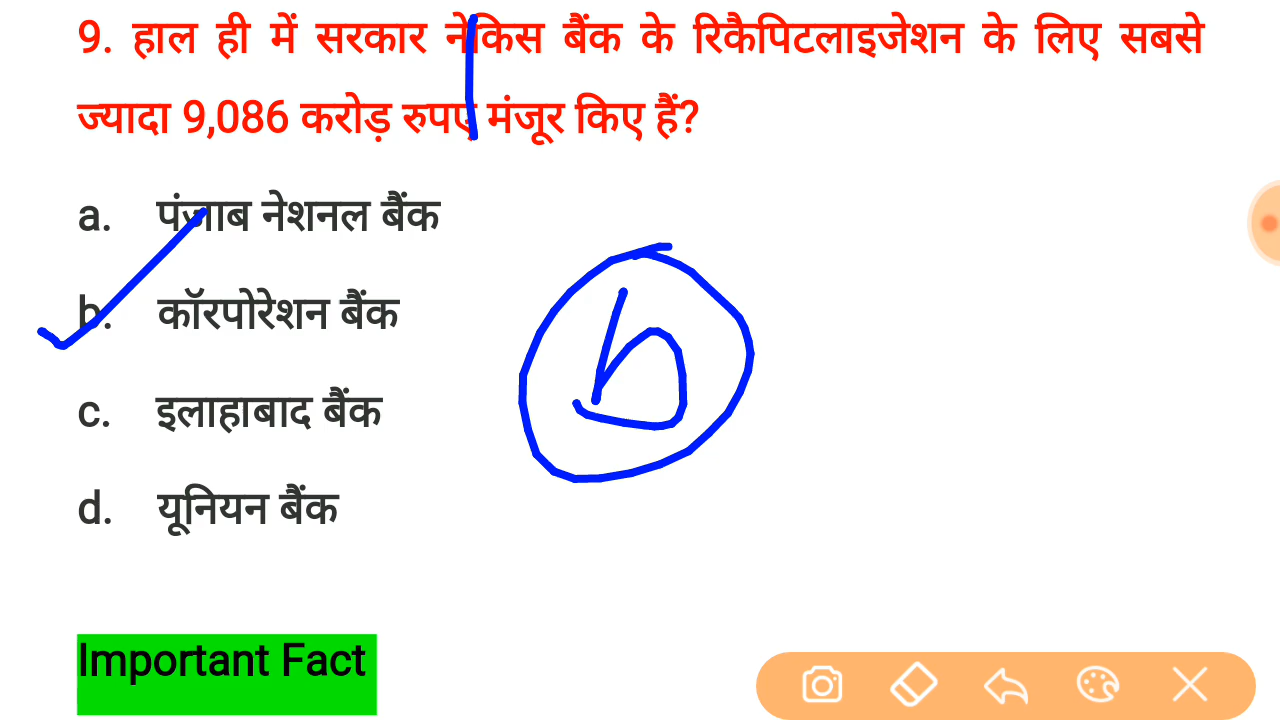 9. हाल ही में सरकार नेकिस बैंक के रिकैपिटलाइजेशन के लिए सबसे
ज्यादा 9,086 करोड़ रुपए मंजूर किए हैं?
a. पंजाब नेशनल बैंक
b. कॉरपोरेशन बैंक
b
c. इलाहाबाद बैंक
d. यूनियन बैंक
Important Fact